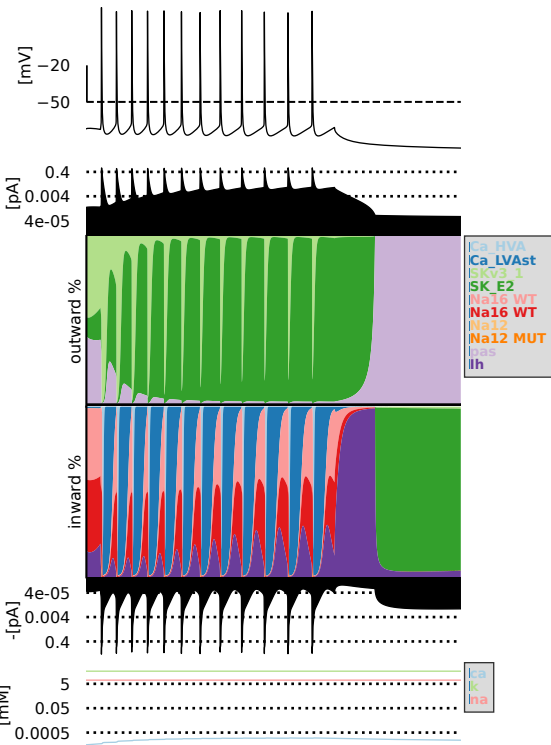 [mV]
−20
−50
[pA]
0.4
0.004
4e-05
outward %
Ca_HVA
Ca_LVAst
SKv3_1
SK_E2
Na16 WT
Na16 WT
Na12
Na12 MUT
pas
Ih
inward %
-[pA]
4e-05
0.004
0.4
[mM]
5
0.05
0.0005
ca
k
na